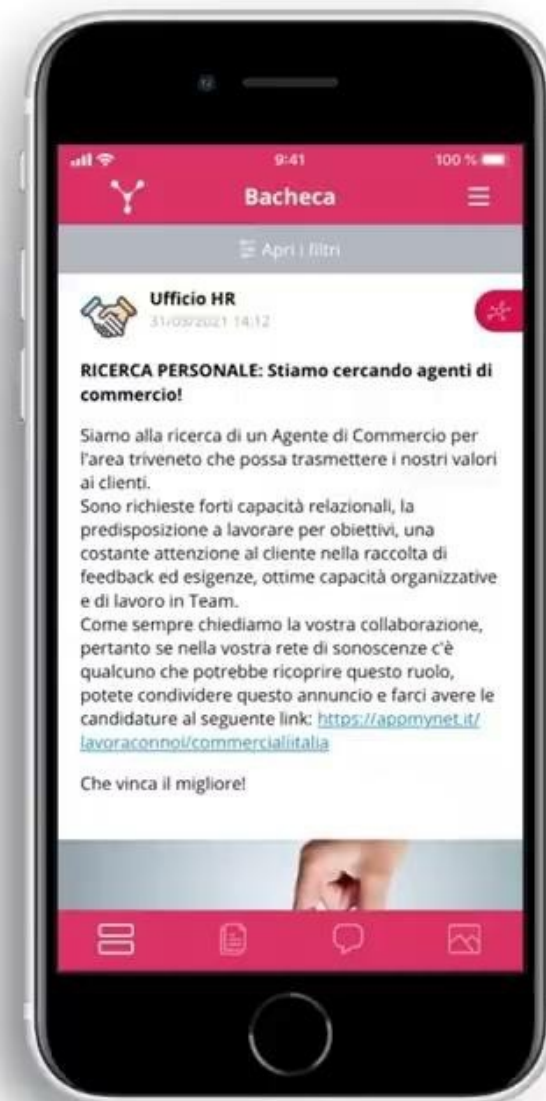 9:41
100 %
Bacheca
Apri i filtri
Ufficio HR
31/03/2021 14:12
RICERCA PERSONALE: Stiamo cercando agenti di
commercio!
Siamo alla ricerca di un Agente di Commercio per
l'area triveneto che possa trasmettere i nostri valori
ai clienti.
Sono richieste forti capacità relazionali, la
predisposizione a lavorare per obiettivi, una
costante attenzione al cliente nella raccolta di
feedback ed esigenze, ottime capacità organizzative
e di lavoro in Team.
Come sempre chiediamo la vostra collaborazione,
pertanto se nella vostra rete di sonoscenze c'è
qualcuno che potrebbe ricoprire questo ruolo,
potete condividere questo annuncio e farci avere le
candidature al seguente link: https://appmynet.it/
lavoraconnoi/commercialiitalia
Che vinca il migliore!